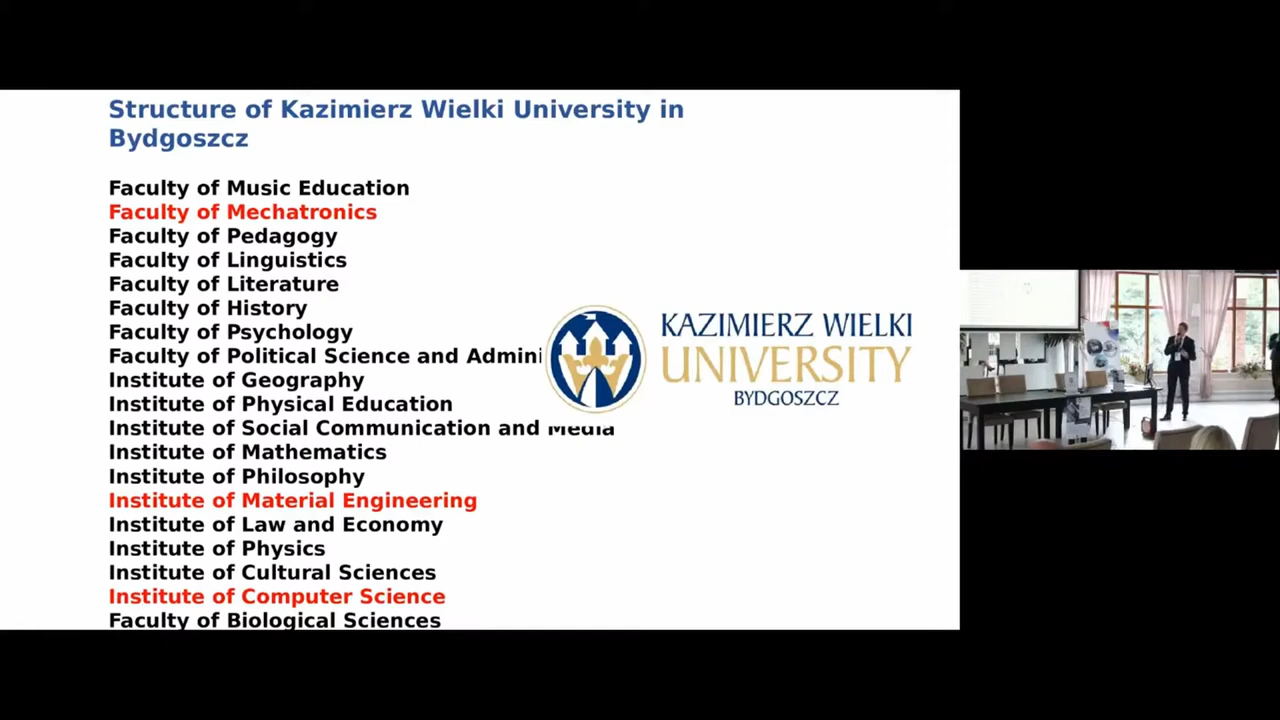 Structure of Kazimierz Wielki University in
Bydgoszcz
Faculty of Music Education
Faculty of Mechatronics
Faculty of Pedagogy
Faculty of Linguistics
Faculty of Literature
Faculty of History
Faculty of Psychology
Faculty of Political Science and Admini
Institute of Geography
Institute of Physical Education
Institute of Social Communication and Media
Institute of Mathematics
Institute of Philosophy
Institute of Material Engineering
Institute of Law and Economy
Institute of Physics
Institute of Cultural Sciences
Institute of Computer Science
Faculty of Biological Sciences
KAZIMIERZ WIELKI
UNIVERSITY
BYDGOSZCZ